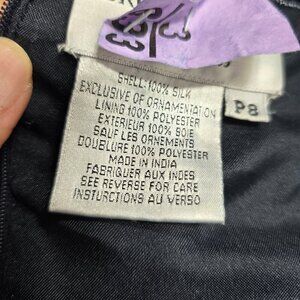 SHELL-100% SILK
EXCLUSIVE OF ORNAMENTATION
LINING 100% POLYESTER
EXTERIEUR 100% SOIE
SAUF LES ORNEMENTS
DOUBLURE 100% POLYESTER
MADE IN INDIA
FABRIQUER AUX INDES
SEE REVERSE FOR CARE
INSTURCTIONS AU VERSO
P8